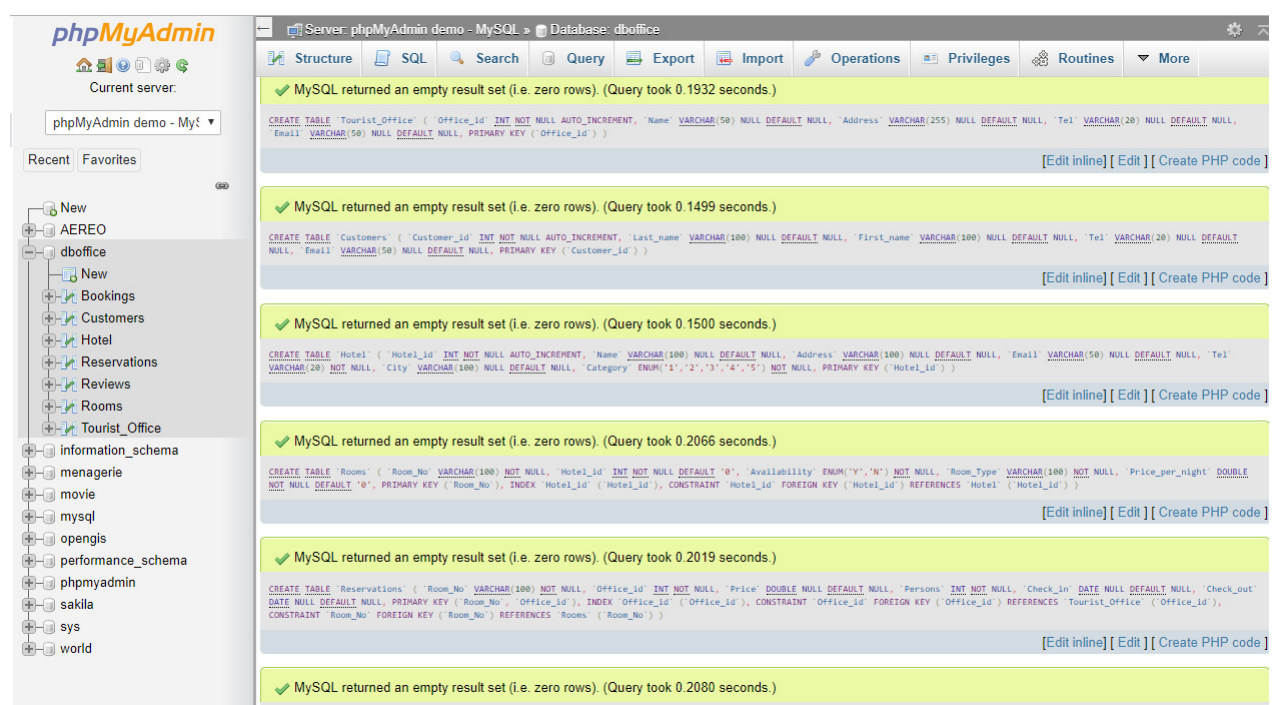 phpMyAdmin
Current server:
phpMyAdmin demo - MyS
Recent Favorites
New
AEREO
dboffice
New
Bookings
Customers
Hotel
Reservations
Reviews
Rooms
Tourist_Office
information_schema
menagerie
movie
mysql
opengis
performance_schema
phpmyadmin
sakila
sys
world
Server: phpMyAdmin demo - MySQL » Database: dboffice
Structure SQL Search Query Export Import Operations Privileges Routines More
MySQL returned an empty result set (i.e. zero rows). (Query took 0.1932 seconds.)
CREATE TABLE `Tourist_Office` ( `Office_id` INT NOT NULL AUTO_INCREMENT, `Name` VARCHAR(50) NULL DEFAULT NULL, `Address` VARCHAR(255) NULL DEFAULT NULL, `Tel` VARCHAR(20) NULL DEFAULT NULL,
`Email` VARCHAR(50) NULL DEFAULT NULL, PRIMARY KEY (`Office_id`) )
[Edit inline] [ Edit ] [ Create PHP code ]
MySQL returned an empty result set (i.e. zero rows). (Query took 0.1499 seconds.)
CREATE TABLE `Customers` ( `Customer_id` INT NOT NULL AUTO_INCREMENT, `Last_name` VARCHAR(100) NULL DEFAULT NULL, `First_name` VARCHAR(100) NULL DEFAULT NULL, `Tel` VARCHAR(20) NULL DEFAULT
NULL, `Email` VARCHAR(50) NULL DEFAULT NULL, PRIMARY KEY (`Customer_id`) )
[Edit inline] [ Edit ] [ Create PHP code ]
MySQL returned an empty result set (i.e. zero rows). (Query took 0.1500 seconds.)
CREATE TABLE `Hotel` ( `Hotel_id` INT NOT NULL AUTO_INCREMENT, `Name` VARCHAR(100) NULL DEFAULT NULL, `Address` VARCHAR(100) NULL DEFAULT NULL, `Email` VARCHAR(50) NULL DEFAULT NULL, `Tel`
VARCHAR(20) NOT NULL, `City` VARCHAR(100) NULL DEFAULT NULL, `Category` ENUM('1','2','3','4','5') NOT NULL, PRIMARY KEY (`Hotel_id`) )
[Edit inline] [ Edit ] [ Create PHP code ]
MySQL returned an empty result set (i.e. zero rows). (Query took 0.2066 seconds.)
CREATE TABLE `Rooms` ( `Room_No` VARCHAR(100) NOT NULL, `Hotel_id` INT NOT NULL DEFAULT '0', `Availability` ENUM('Y','N') NOT NULL, `Room_Type` VARCHAR(100) NOT NULL, `Price_per_night` DOUBLE
NOT NULL DEFAULT '0', PRIMARY KEY (`Room_No`), INDEX `Hotel_id` (`Hotel_id`), CONSTRAINT `Hotel_id` FOREIGN KEY (`Hotel_id`) REFERENCES `Hotel` (`Hotel_id`) )
[Edit inline] [ Edit ] [ Create PHP code ]
MySQL returned an empty result set (i.e. zero rows). (Query took 0.2019 seconds.)
CREATE TABLE `Reservations` ( `Room_No` VARCHAR(100) NOT NULL, `Office_id` INT NOT NULL, `Price` DOUBLE NULL DEFAULT NULL, `Persons` INT NOT NULL, `Check_in` DATE NULL DEFAULT NULL, `Check_out`
DATE NULL DEFAULT NULL, PRIMARY KEY (`Room_No`, `Office_id`), INDEX `Office_id` (`Office_id`), CONSTRAINT `Office_id` FOREIGN KEY (`Office_id`) REFERENCES `Tourist_Office` (`Office_id`),
CONSTRAINT `Room_No` FOREIGN KEY (`Room_No`) REFERENCES `Rooms` (`Room_No`) )
[Edit inline] [ Edit ] [ Create PHP code ]
MySQL returned an empty result set (i.e. zero rows). (Query took 0.2080 seconds.)